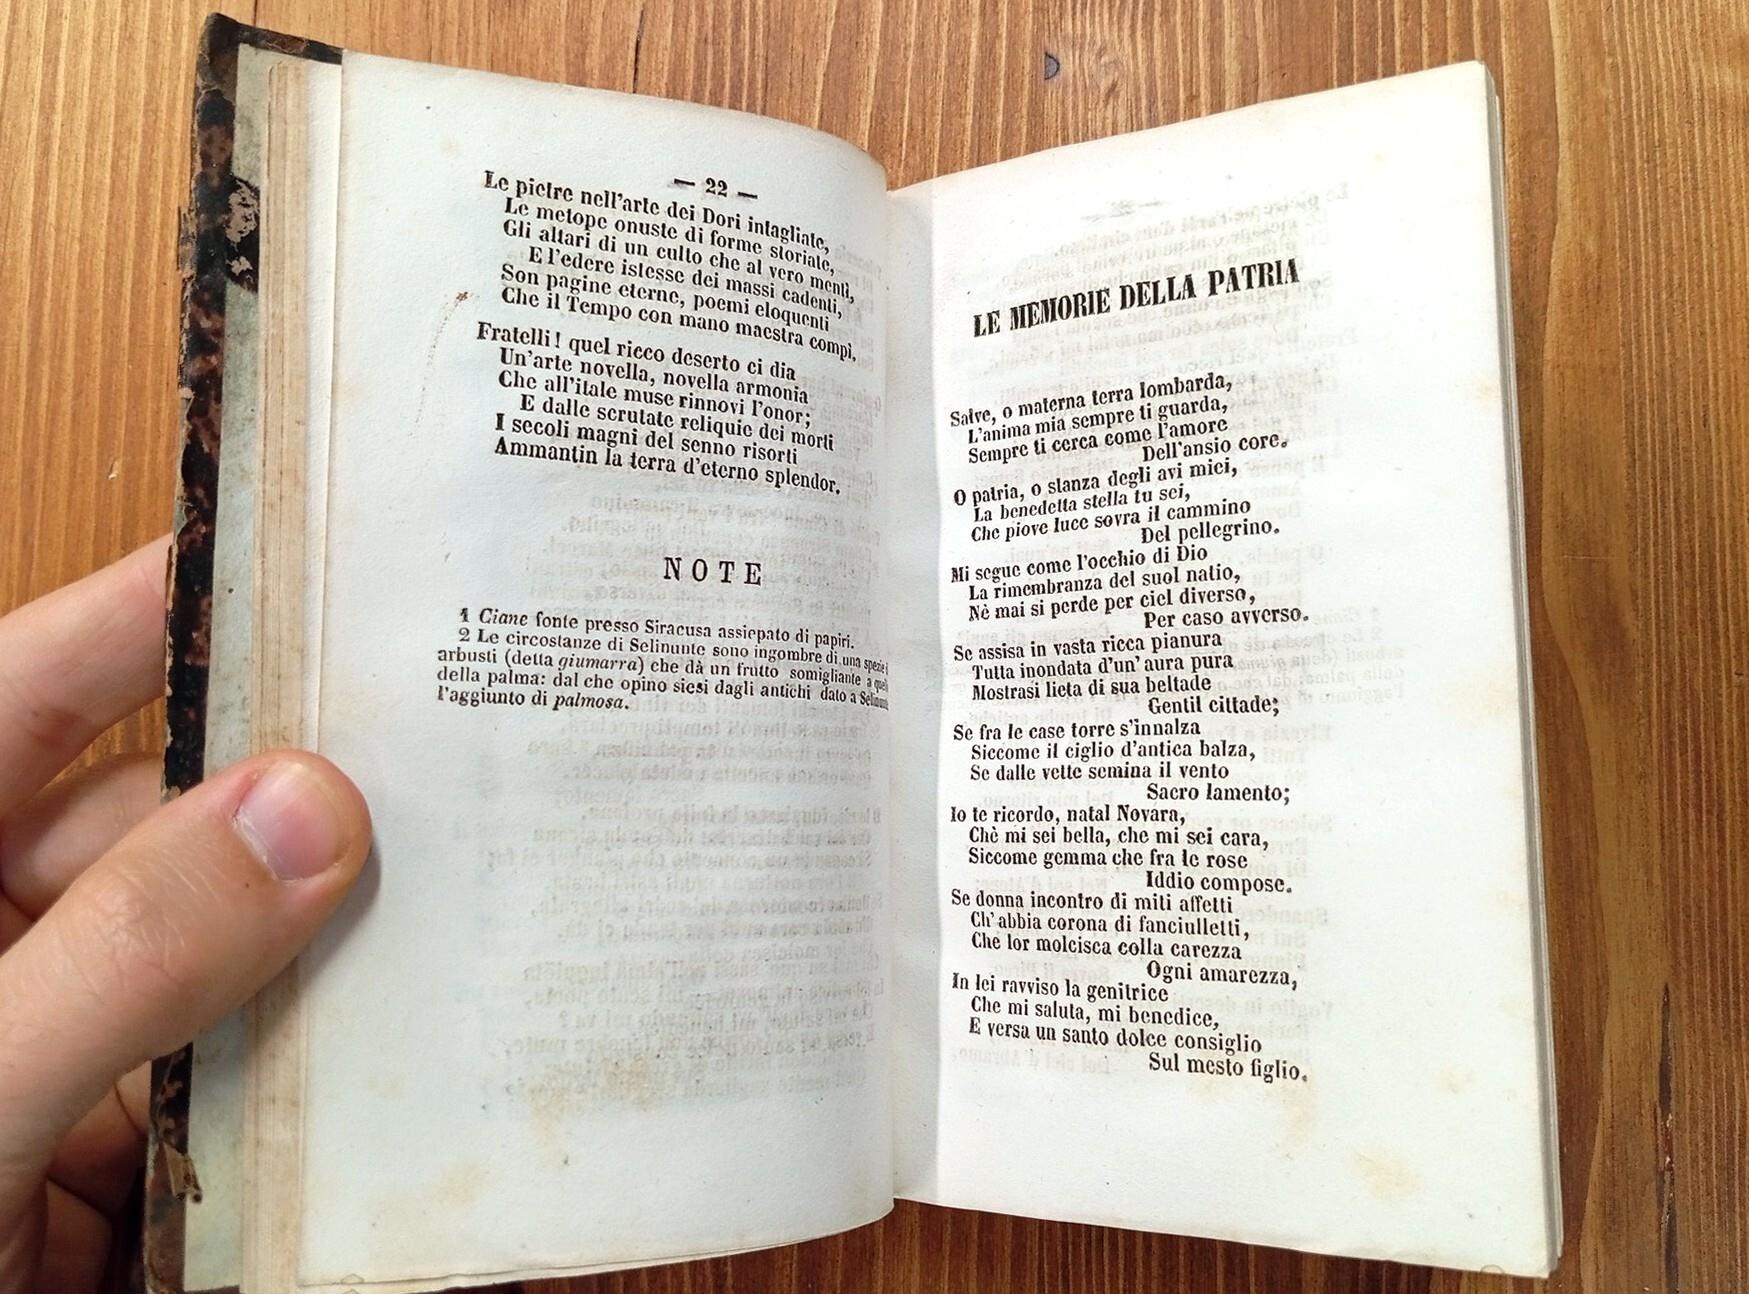 — 22 —
Le pietre nell'arte dei Dori intagliate,
Le metope onuste di forme storiate,
Gli altari di un culto che al vero mentì,
E l'edere istesse dei massi cadenti,
Son pagine eterne, poemi eloquenti
Che il Tempo con mano maestra compì.
Fratelli! quel ricco deserto ci dia
Un'arte novella, novella armonia
Che all'itale muse rinnovi l'onor;
E dalle scrutate reliquie dei morti
I secoli magni del senno risorti
Ammantin la terra d'eterno splendor.
NOTE
1 Ciane fonte presso Siracusa assiepato di papiri.
2 Le circostanze di Selinunte sono ingombre di una spezie
arbusti (detta giumarra) che dà un frutto somigliante a
della palma: dal che opino siesi dagli antichi dato a
l'aggiunto di palmosa.
LE MEMORIE DELLA PATRIA
Salve, o materna terra lombarda,
L'anima mia sempre ti guarda,
Sempre ti cerca come l'amore
Dell'ansio core.
O patria, o stanza degli avi miei,
La benedetta stella tu sei,
Che piove luce sovra il cammino
Del pellegrino.
Mi segue come l'occhio di Dio
La rimembranza del suol natio,
Nè mai si perde per ciel diverso,
Per caso avverso.
Se assisa in vasta ricca pianura
Tutta inondata d'un' aura pura
Mostrasi lieta di sua beltade
Gentil cittade;
Se fra le case torre s'innalza
Siccome il ciglio d'antica balza,
Se dalle vette semina il vento
Sacro lamento;
Io te ricordo, natal Novara,
Chè mi sei bella, che mi sei cara,
Siccome gemma che fra le rose
Iddio compose.
Se donna incontro di miti affetti
Ch' abbia corona di fanciulletti,
Che lor molcisca colla carezza
Ogni amarezza,
In lei ravviso la genitrice
Che mi saluta, mi benedice,
E versa un santo dolce consiglio
Sul mesto figlio.